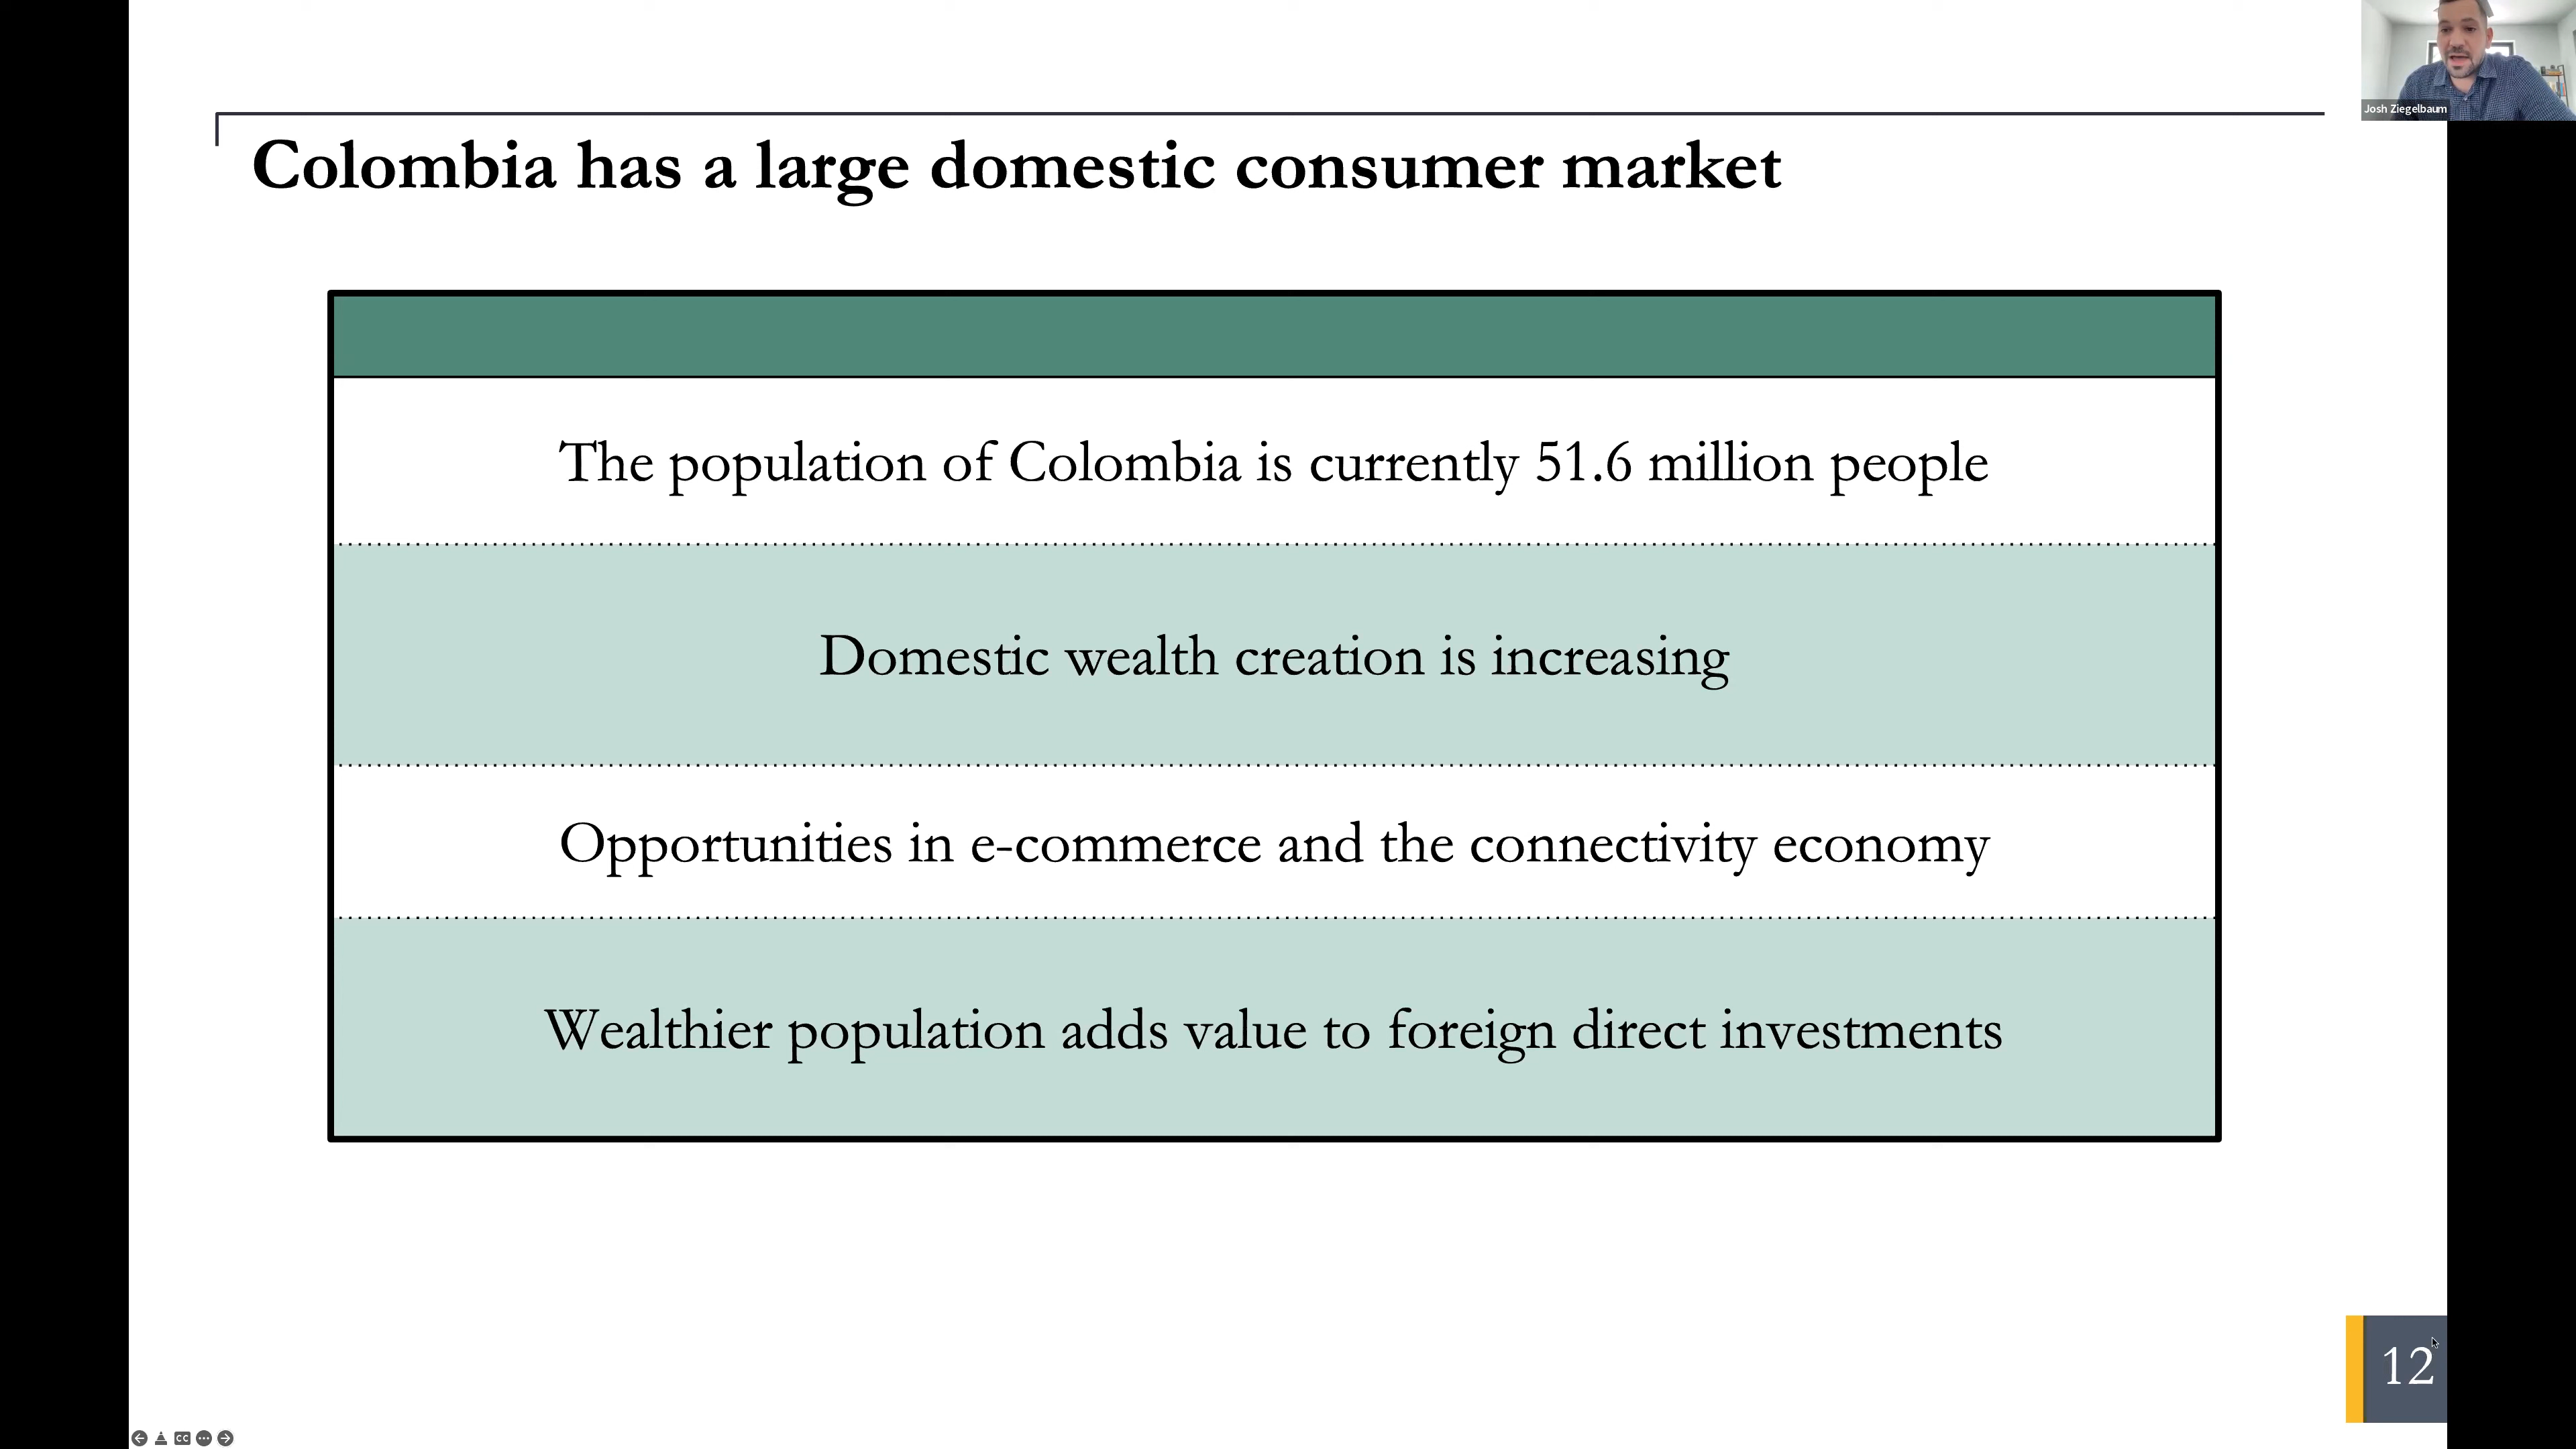 Josh Ziegelbaum
Colombia has a large domestic consumer market
The population of Colombia is currently 51.6 million people
Domestic wealth creation is increasing
Opportunities in e-commerce and the connectivity economy
Wealthier population adds value to foreign direct investments
12
CC